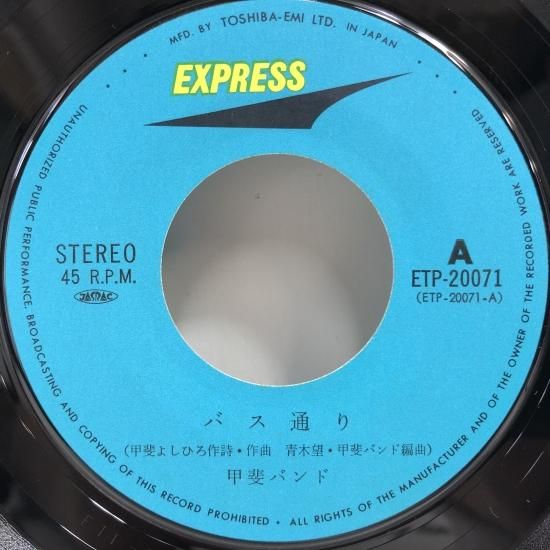 MFD. BY TOSHIBA-EMI LTD. IN JAPAN
EXPRESS
STEREO
45 R.P.M.
JASRAC
A
ETP-20071
(ETP-20071-A)
バス通り
(甲斐よしひろ作詩・作曲 青木望・甲斐バンド編曲)
甲斐バンド
UNAUTHORIZED PUBLIC PERFORMANCE, BROADCASTING AND COPYING OF THIS RECORD PROHIBITED • ALL RIGHTS OF THE MANUFACTURER AND OF THE OWNER OF THE RECORDED WORK ARE RESERVED